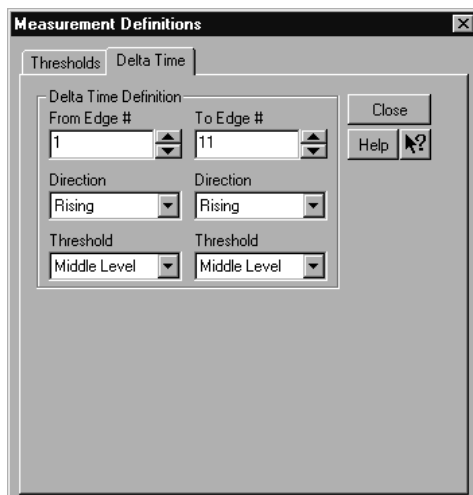 Measurement Definitions
Thresholds Delta Time
Delta Time Definition
From Edge # To Edge #
1 11
Direction Direction
Rising Rising
Threshold Threshold
Middle Level Middle Level
Close
Help ?